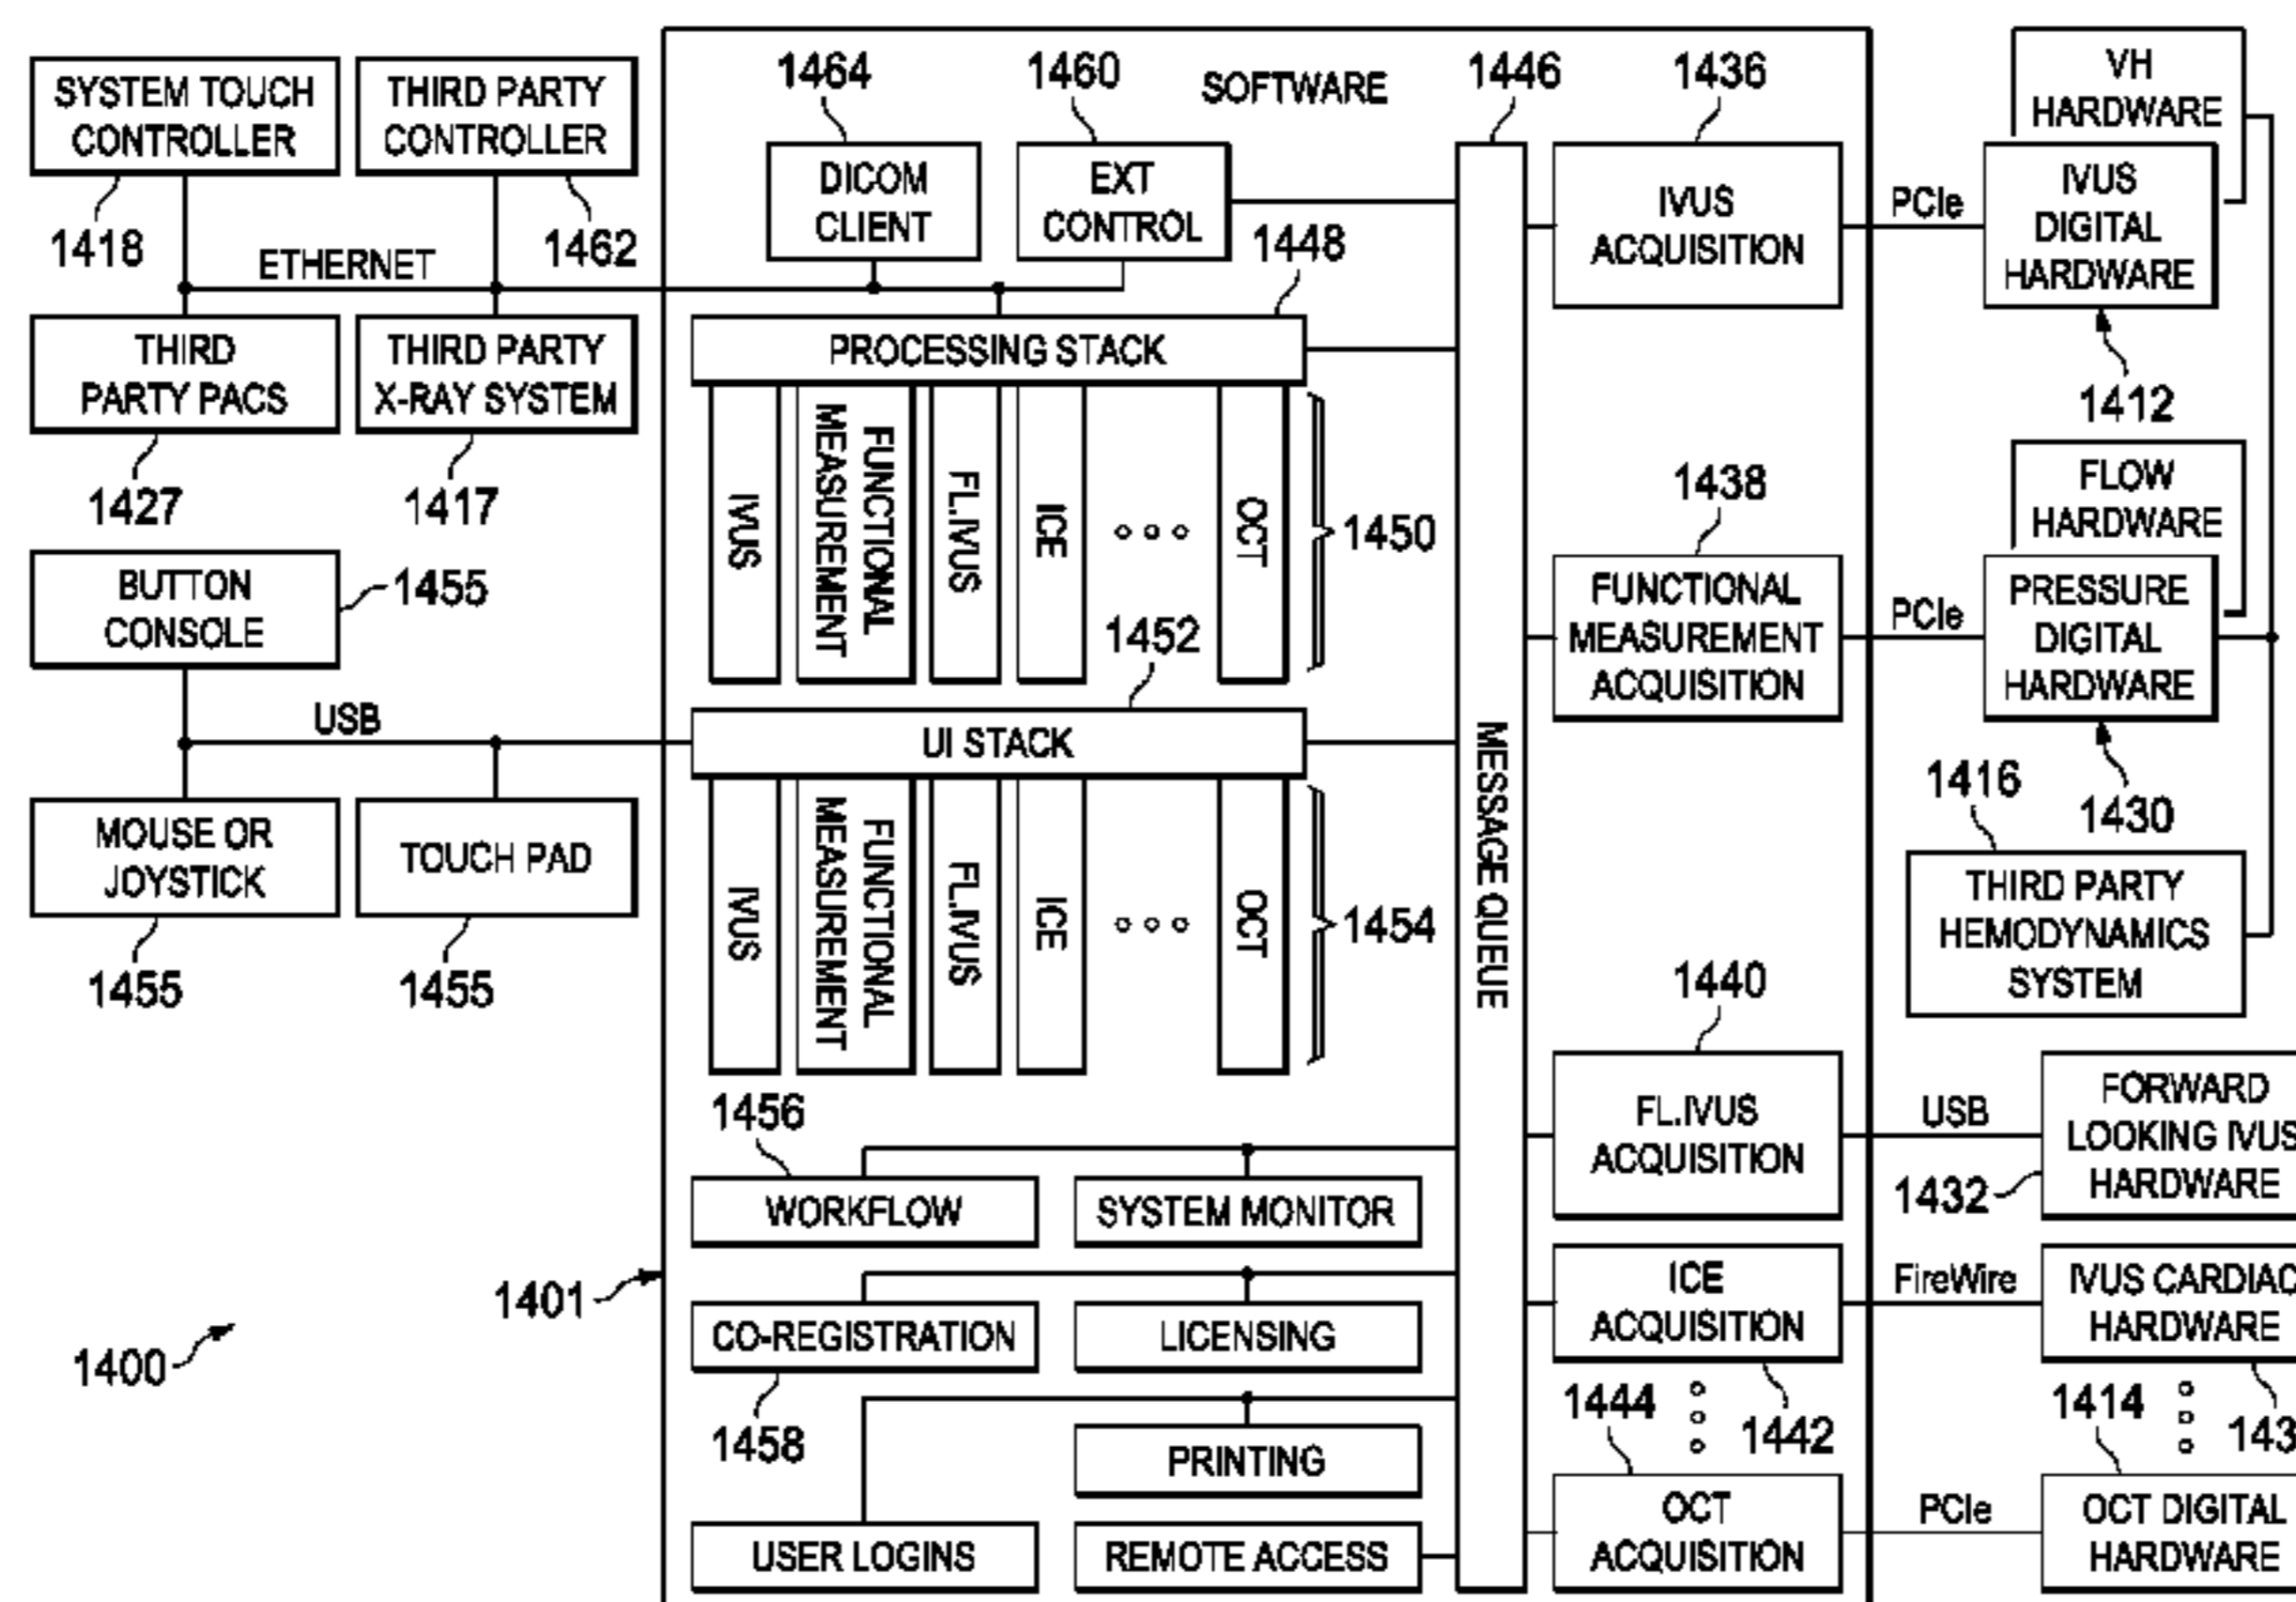 SYSTEM TOUCH
CONTROLLER
1418
THIRD PARTY
CONTROLLER
1462
ETHERNET
THIRD
PARTY PACS
1427
THIRD PARTY
X-RAY SYSTEM
1417
BUTTON
CONSOLE
1455
USB
MOUSE OR
JOYSTICK
1455
TOUCH PAD
1455
1400
1401
SOFTWARE
1464
DICOM
CLIENT
1460
EXT
CONTROL
1448
PROCESSING STACK
IVUS
FUNCTIONAL
MEASUREMENT
FL.IVUS
ICE
OCT
1450
1452
UI STACK
IVUS
FUNCTIONAL
MEASUREMENT
FL.IVUS
ICE
OCT
1454
1456
WORKFLOW
SYSTEM MONITOR
CO-REGISTRATION
1458
LICENSING
PRINTING
USER LOGINS
REMOTE ACCESS
1446
MESSAGE QUEUE
1436
IVUS
ACQUISITION
1438
FUNCTIONAL
MEASUREMENT
ACQUISITION
1440
FL.IVUS
ACQUISITION
ICE
ACQUISITION
1442
1444
OCT
ACQUISITION
PCIe
VH
HARDWARE
IVUS
DIGITAL
HARDWARE
1412
PCIe
FLOW
HARDWARE
PRESSURE
DIGITAL
HARDWARE
1430
1416
THIRD PARTY
HEMODYNAMICS
SYSTEM
USB
FORWARD
LOOKING IVUS
HARDWARE
1432
FireWire
IVUS CARDIAC
HARDWARE
143
1414
PCIe
OCT DIGITAL
HARDWARE